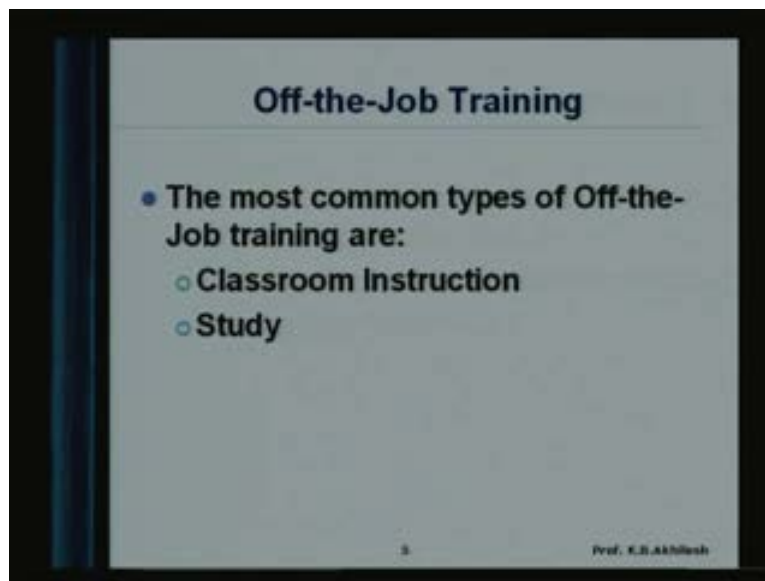 Off-the-Job Training
• The most common types of Off-the-
Job training are:
○ Classroom Instruction
○ Study
Prof. K.B.Akhilesh